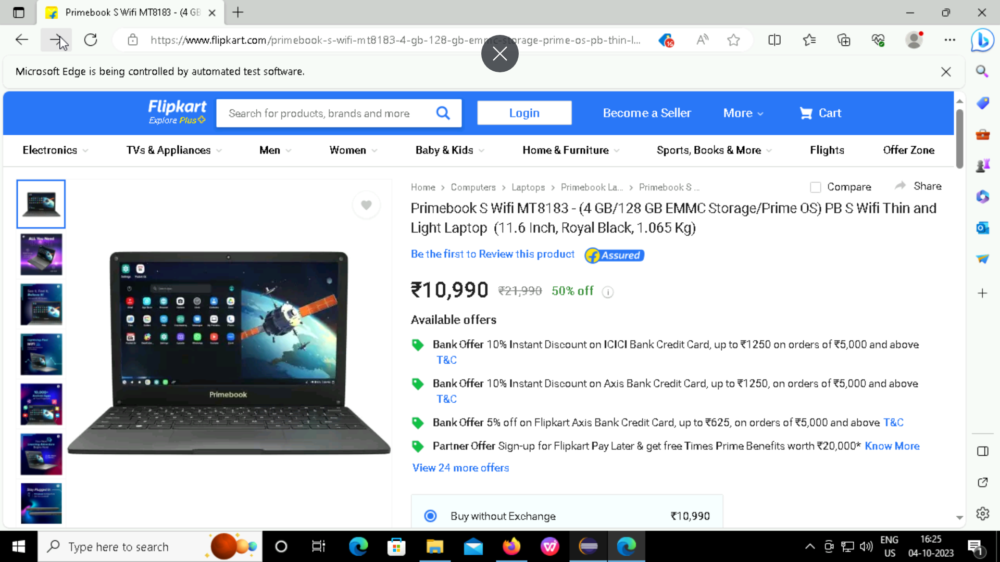 Primebook S Wifi MT8183 - (4 GB
https://www.flipkart.com/primebook-s-wifi-mt8183-4-gb-128-gb-emmc-storage-prime-os-pb-thin-l...
16
Microsoft Edge is being controlled by automated test software.
Flipkart
Explore Plus
Search for products, brands and more
Login
Become a Seller
More
Cart
Electronics
TVs & Appliances
Men
Women
Baby & Kids
Home & Furniture
Sports, Books & More
Flights
Offer Zone
Home > Computers > Laptops > Primebook La... > Primebook S ...
Compare
Share
Primebook S Wifi MT8183 - (4 GB/128 GB EMMC Storage/Prime OS) PB S Wifi Thin and
Light Laptop (11.6 Inch, Royal Black, 1.065 Kg)
Be the first to Review this product
Assured
₹10,990 ₹21,990 50% off
Available offers
Bank Offer 10% Instant Discount on ICICI Bank Credit Card, up to ₹1250 on orders of ₹5,000 and above
T&C
Bank Offer 10% Instant Discount on Axis Bank Credit Card, up to ₹1250, on orders of ₹5,000 and above
T&C
Bank Offer 5% off on Flipkart Axis Bank Credit Card, up to ₹625, on orders of ₹5,000 and above T&C
Partner Offer Sign-up for Flipkart Pay Later & get free Times Prime Benefits worth ₹20,000* Know More
View 24 more offers
Buy without Exchange
₹10,990
Primebook
ALL You Need
Type here to search
ENG
US
16:25
04-10-2023
1